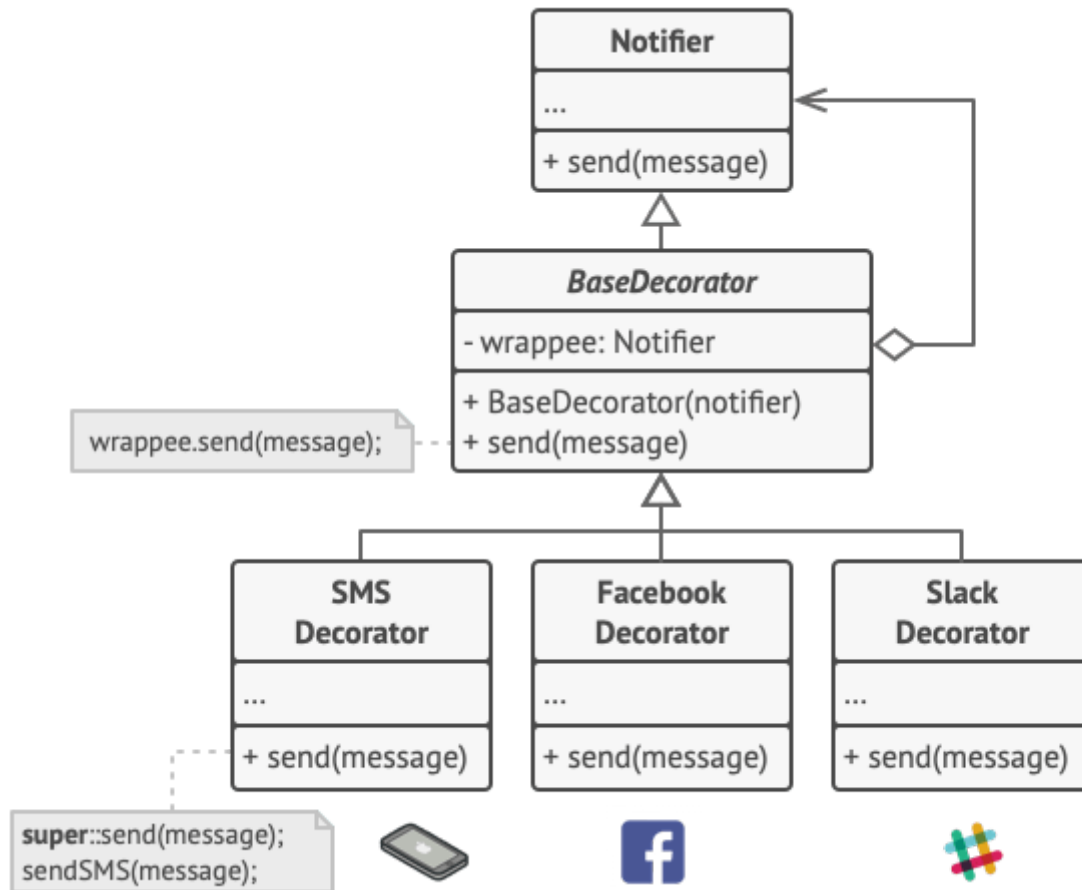 Notifier
...
+ send(message)
BaseDecorator
- wrappee: Notifier
+ BaseDecorator(notifier)
+ send(message)
wrappee.send(message);
SMS
Decorator
...
+ send(message)
Facebook
Decorator
...
+ send(message)
Slack
Decorator
...
+ send(message)
super::send(message);
sendSMS(message);